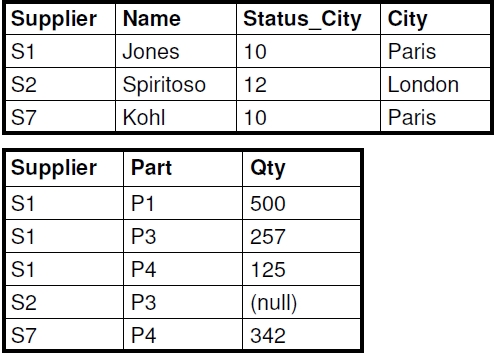 Supplier Name Status_City City
S1 Jones 10 Paris
S2 Spiritoso 12 London
S7 Kohl 10 Paris
Supplier Part Qty
S1 P1 500
S1 P3 257
S1 P4 125
S2 P3 (null)
S7 P4 342